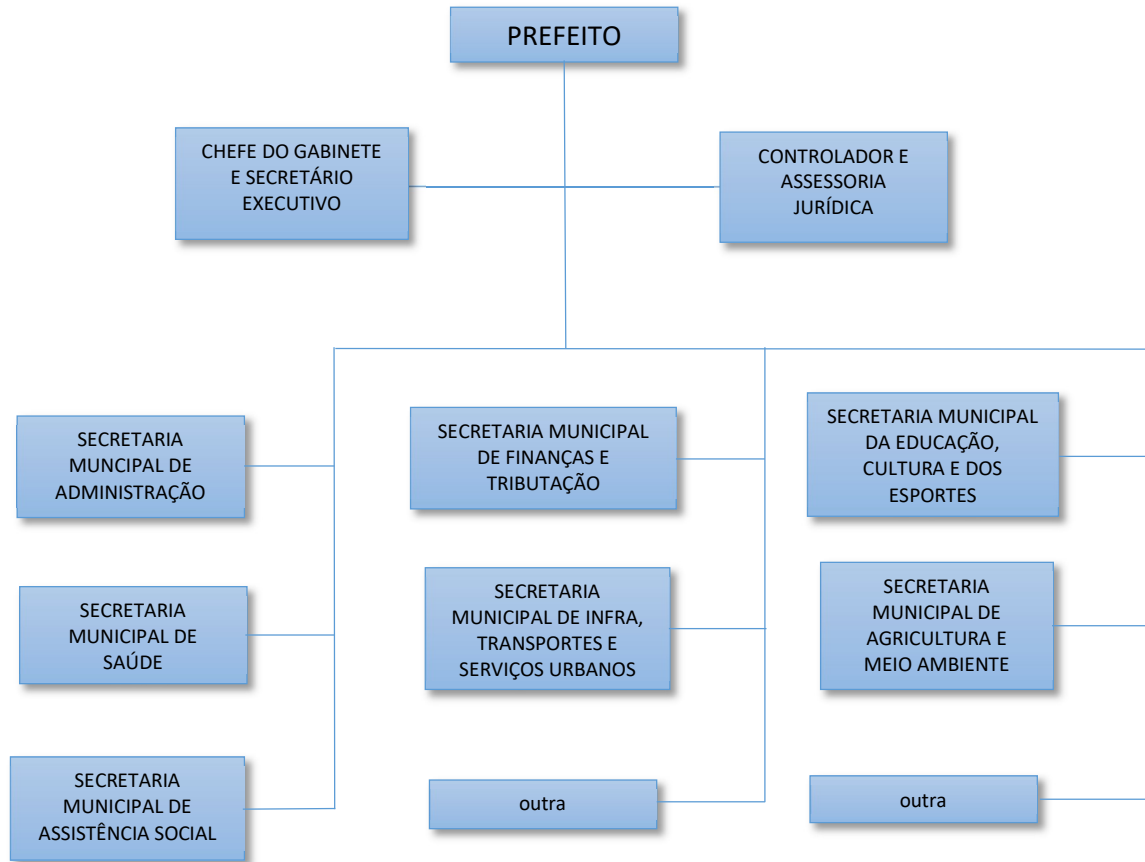 PREFEITO
CHEFE DO GABINETE
E SECRETÁRIO
EXECUTIVO
CONTROLADOR E
ASSESSORIA
JURÍDICA
SECRETARIA
MUNCIPAL DE
ADMINISTRAÇÃO
SECRETARIA MUNICIPAL
DE FINANÇAS E
TRIBUTAÇÃO
SECRETARIA MUNICIPAL
DA EDUCAÇÃO,
CULTURA E DOS
ESPORTES
SECRETARIA
MUNICIPAL DE
SAÚDE
SECRETARIA
MUNICIPAL DE INFRA,
TRANSPORTES E
SERVIÇOS URBANOS
SECRETARIA
MUNICIPAL DE
AGRICULTURA E
MEIO AMBIENTE
SECRETARIA
MUNICIPAL DE
ASSISTÊNCIA SOCIAL
outra
outra